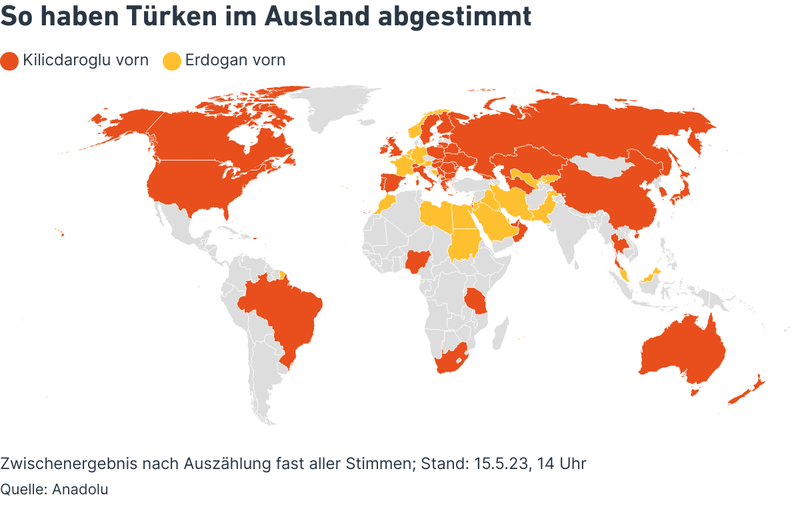 So haben Türken im Ausland abgestimmt
Kilicdaroglu vorn
Erdogan vorn
Zwischenergebnis nach Auszählung fast aller Stimmen; Stand: 15.5.23, 14 Uhr
Quelle: Anadolu